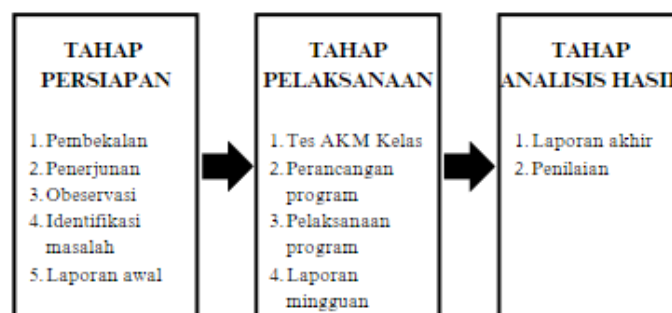 TAHAP
PERSIAPAN
1. Pembekalan
2. Penerjunan
3. Obeservasi
4. Identifikasi
masalah
5. Laporan awal
TAHAP
PELAKSANAAN
1. Tes AKM Kelas
2. Perancangan
program
3. Pelaksanaan
program
4. Laporan
mingguan
TAHAP
ANALISIS HASIL
1. Laporan akhir
2. Penilaian